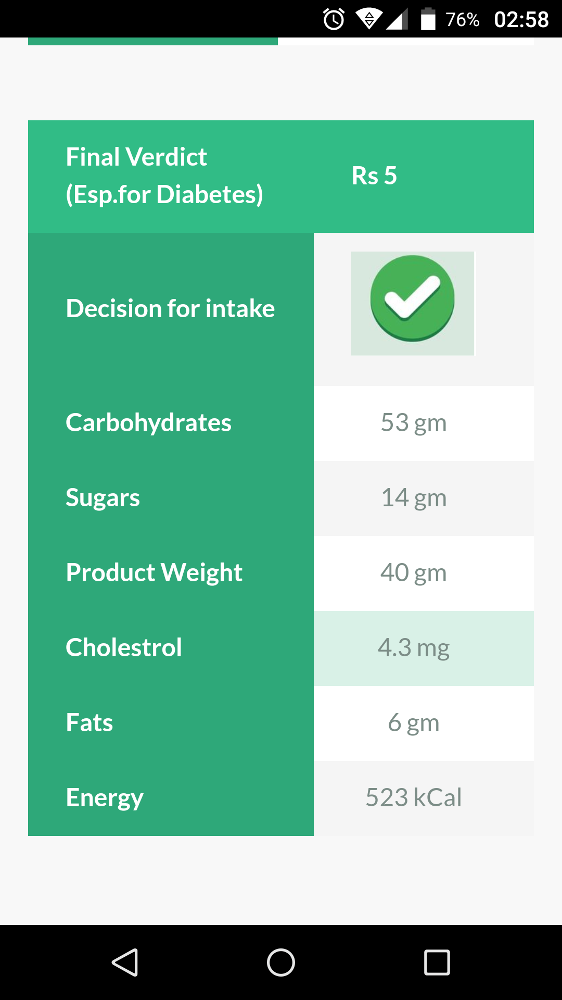 76% 02:58
Final Verdict
(Esp.for Diabetes)
Rs 5
Decision for intake
Carbohydrates 53 gm
Sugars 14 gm
Product Weight 40 gm
Cholestrol 4.3 mg
Fats 6 gm
Energy 523 kCal